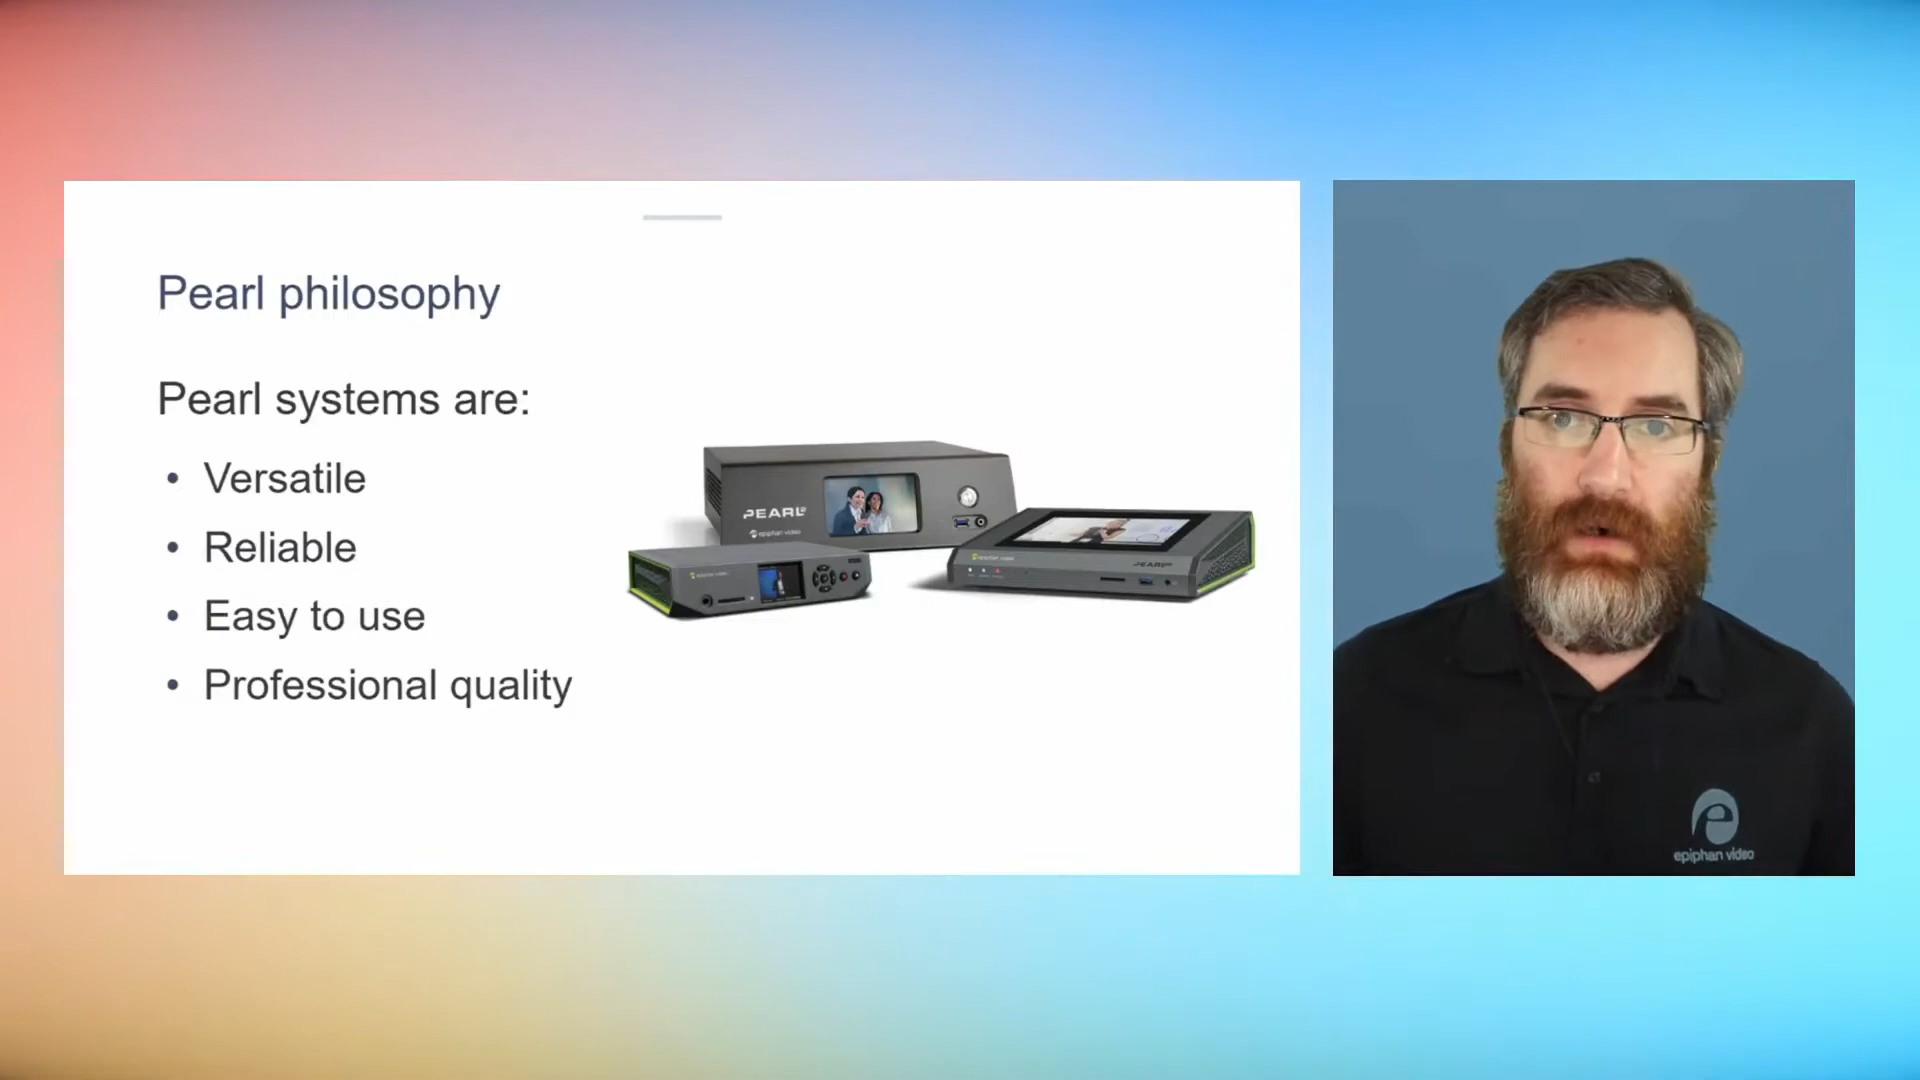 Pearl philosophy
Pearl systems are:
• Versatile
• Reliable
• Easy to use
• Professional quality
PEARL2
epiphan video
epiphan video
epiphan video
PEARL
epiphan video